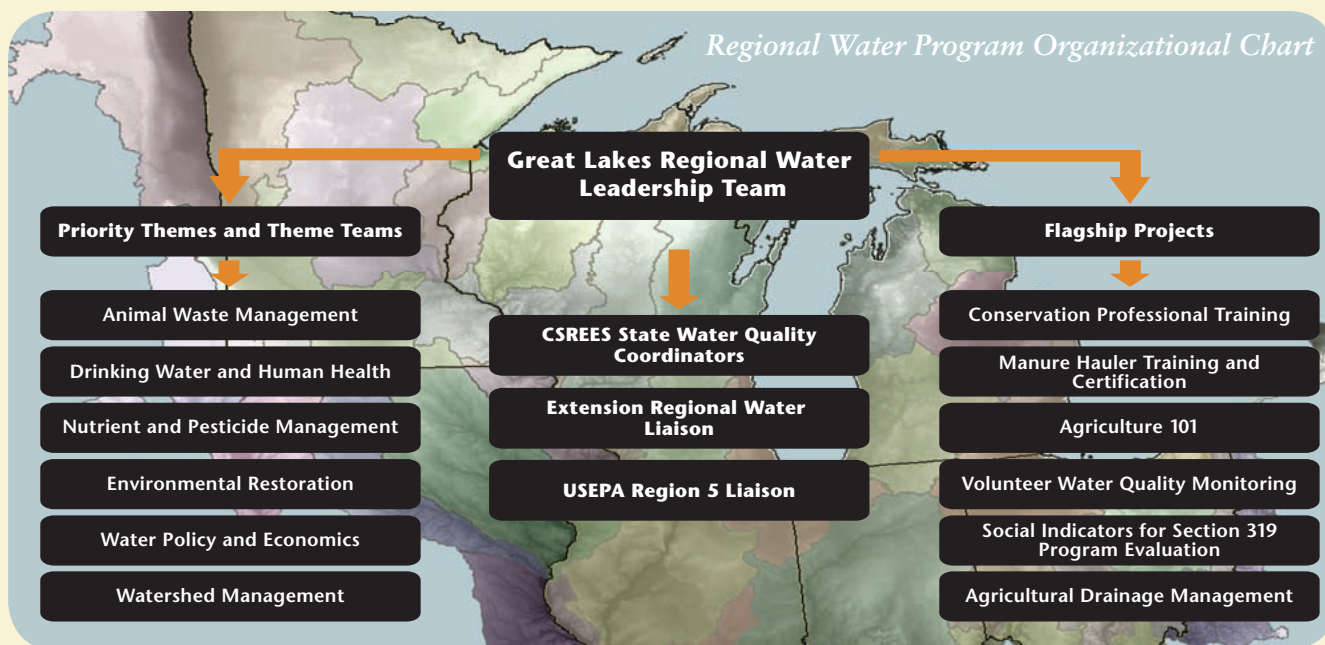 Regional Water Program Organizational Chart
Great Lakes Regional Water
Leadership Team
Priority Themes and Theme Teams
Animal Waste Management
Drinking Water and Human Health
Nutrient and Pesticide Management
Environmental Restoration
Water Policy and Economics
Watershed Management
CSREES State Water Quality
Coordinators
Extension Regional Water
Liaison
USEPA Region 5 Liaison
Flagship Projects
Conservation Professional Training
Manure Hauler Training and
Certification
Agriculture 101
Volunteer Water Quality Monitoring
Social Indicators for Section 319
Program Evaluation
Agricultural Drainage Management